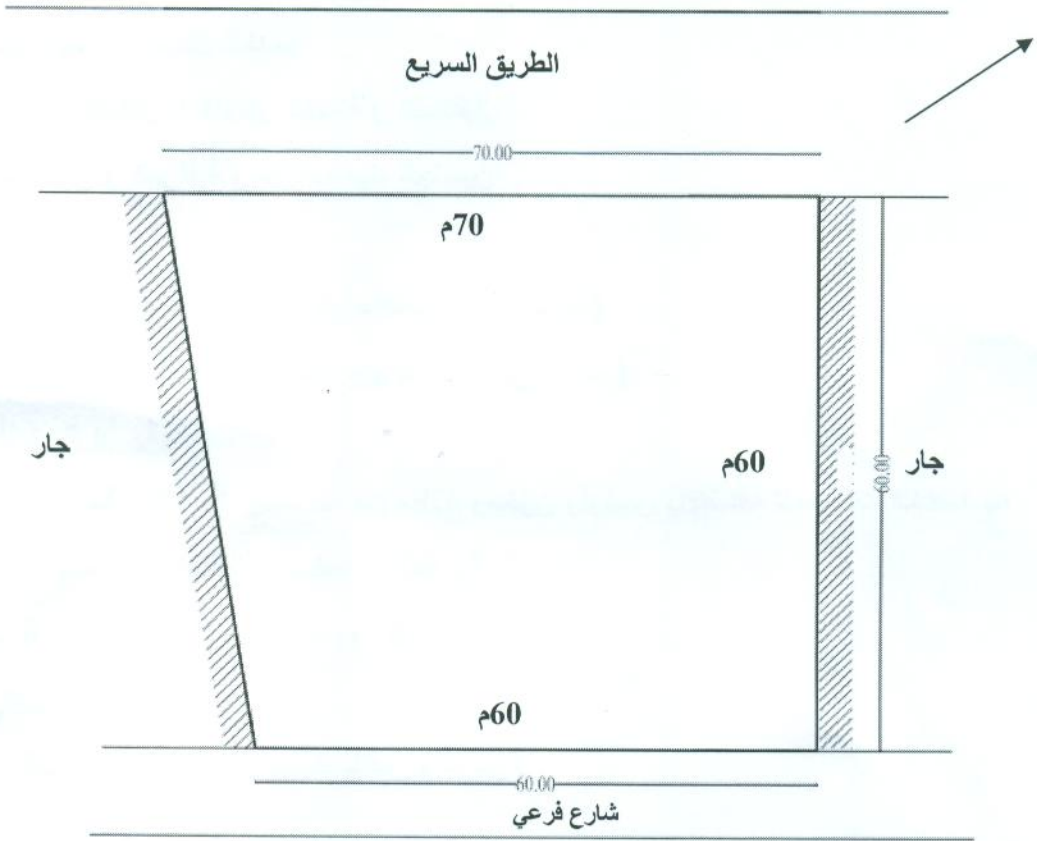 الطريق السريع
70.00
70م
جار
60م
60.00
جار
60م
60.00
شارع فرعي